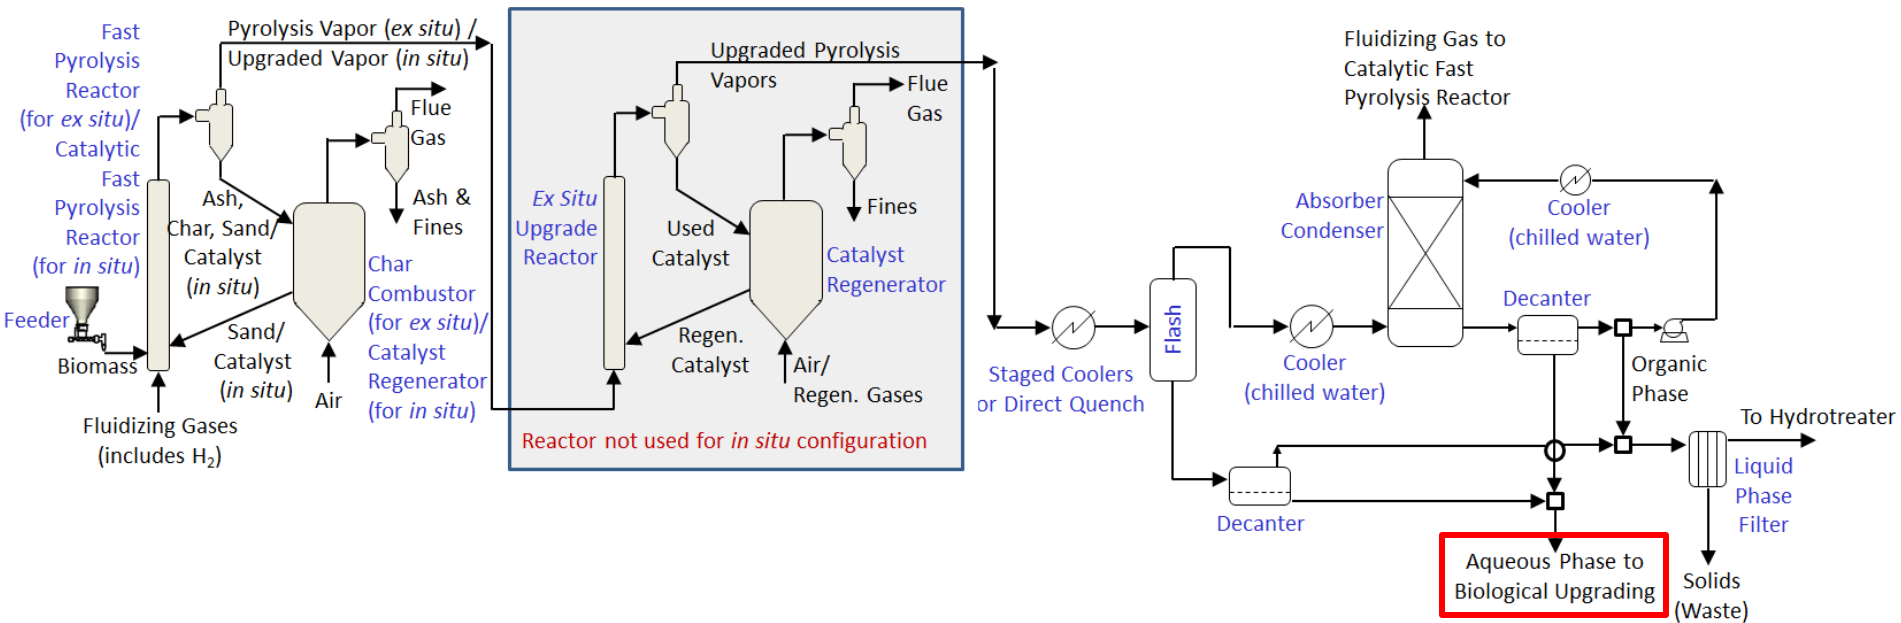 Fast
Pyrolysis
Reactor
(for ex situ)/
Catalytic
Fast
Pyrolysis
Reactor
(for in situ)
Feeder
Biomass
Fluidizing Gases
(includes H₂)
Pyrolysis Vapor (ex situ) /
Upgraded Vapor (in situ)
Flue
Gas
Ash,
Char, Sand/
Catalyst
(in situ)
Ash &
Fines
Sand/
Catalyst
(in situ)
Air
Char
Combustor
(for ex situ)/
Catalyst
Regenerator
(for in situ)
Upgraded Pyrolysis
Vapors
Flue
Gas
Ex Situ
Upgrade
Reactor
Used
Catalyst
Fines
Catalyst
Regenerator
Regen.
Catalyst
Air/
Regen. Gases
Reactor not used for in situ configuration
Staged Coolers
or Direct Quench
Flash
Cooler
(chilled water)
Decanter
Fluidizing Gas to
Catalytic Fast
Pyrolysis Reactor
Absorber
Condenser
Cooler
(chilled water)
Decanter
Organic
Phase
To Hydrotreater
Liquid
Phase
Filter
Aqueous Phase to
Biological Upgrading
Solids
(Waste)